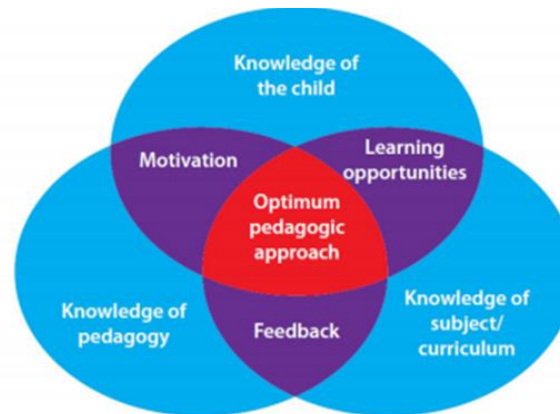 Knowledge of
the child
Motivation
Learning
opportunities
Optimum
pedagogic
approach
Knowledge of
pedagogy
Feedback
Knowledge of
subject/
curriculum